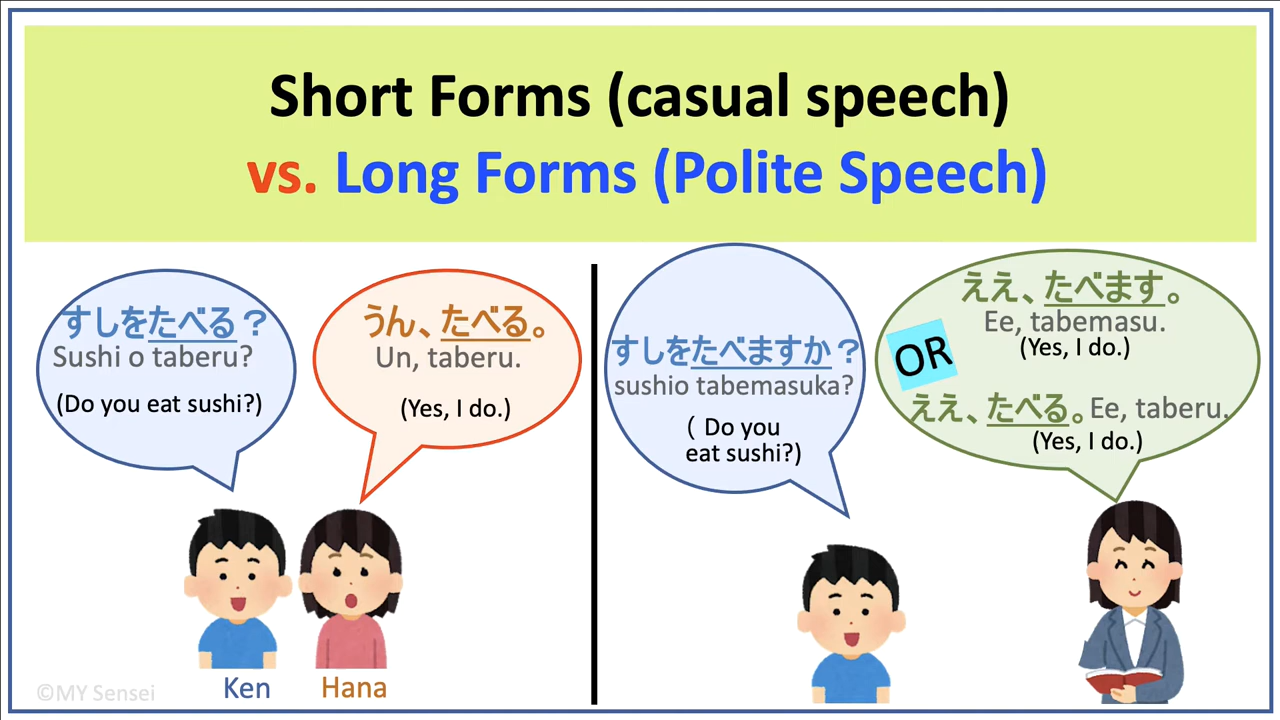 Short Forms (casual speech)
vs. Long Forms (Polite Speech)
すしをたべる？
Sushi o taberu?
(Do you eat sushi?)
うん、たべる。
Un, taberu.
(Yes, I do.)
Ken
Hana
©MY Sensei
すしをたべますか？
sushio tabemasuka?
( Do you
eat sushi?)
ええ、たべます。
Ee, tabemasu.
(Yes, I do.)
OR
ええ、たべる。Ee, taberu.
(Yes, I do.)